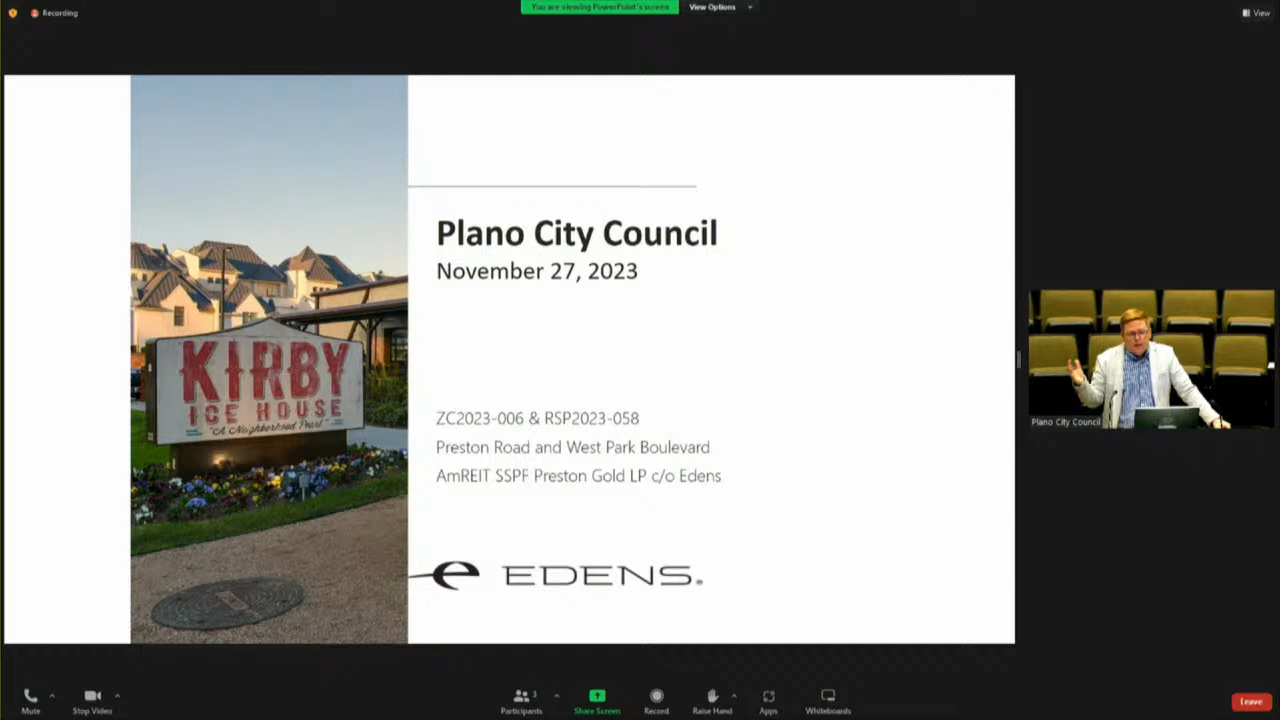 Recording
You are viewing PowerPoint's screen
View Options
View
KIRBY
ICE HOUSE
"A Neighborhood Pearl"
Plano City Council
November 27, 2023
ZC2023-006 & RSP2023-058
Preston Road and West Park Boulevard
AmREIT SSPF Preston Gold LP c/o Edens
e EDENS®
Plano City Council
Mute
Stop Video
Participants
3
Share Screen
Record
Raise Hand
Apps
Whiteboards
Leave